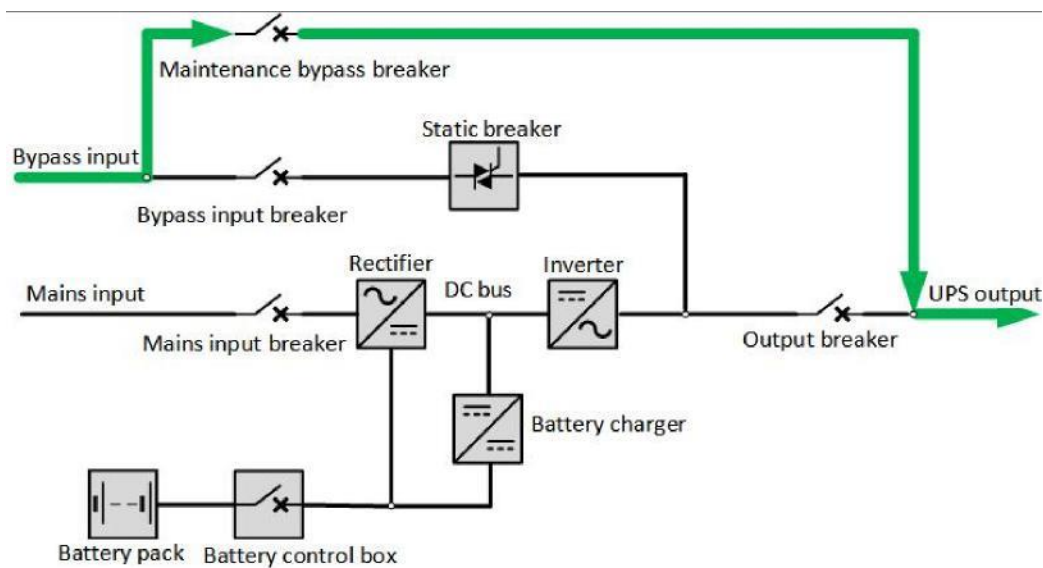 Maintenance bypass breaker
Static breaker
Bypass input
Bypass input breaker
Rectifier
DC bus
Inverter
Mains input
UPS output
Mains input breaker
Output breaker
Battery charger
Battery pack
Battery control box